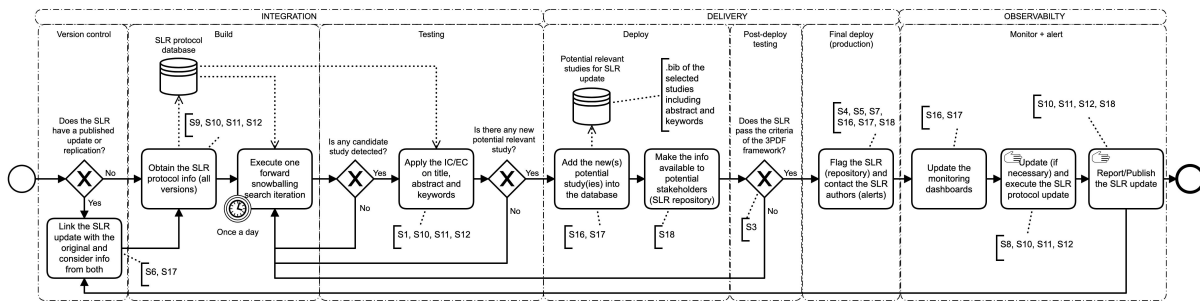 INTEGRATION
DELIVERY
OBSERVABILTY
Version control
Build
Testing
Deploy
Post-deploy
testing
Final deploy
(production)
Monitor + alert
SLR protocol
database
Potential relevant
studies for SLR
update
.bib of the
selected
studies
including
abstract and
keywords
Does the SLR
have a published
update or
replication?
S9, S10, S11, S12
Is any candidate
study detected?
Is there any new
potential relevant
study?
Does the SLR
pass the criteria
of the 3PDF
framework?
S4, S5, S7,
S16, S17, S18
S16, S17
S10, S11, S12, S18
No
Yes
Obtain the SLR
protocol info (all
versions)
Execute one
forward
snowballing
search iteration
Once a day
Yes
No
Apply the IC/EC
on title,
abstract and
keywords
Yes
No
Add the new(s)
potential
study(ies) into
the database
Make the info
available to
potential
stakeholders
(SLR repository)
Yes
No
Flag the SLR
(repository) and
contact the SLR
authors (alerts)
Update the
monitoring
dashboards
Update (if
necessary) and
execute the SLR
protocol update
Report/Publish
the SLR update
Link the SLR
update with the
original and
consider info
from both
S6, S17
S1, S10, S11, S12
S16, S17
S18
S3
S8, S10, S11, S12